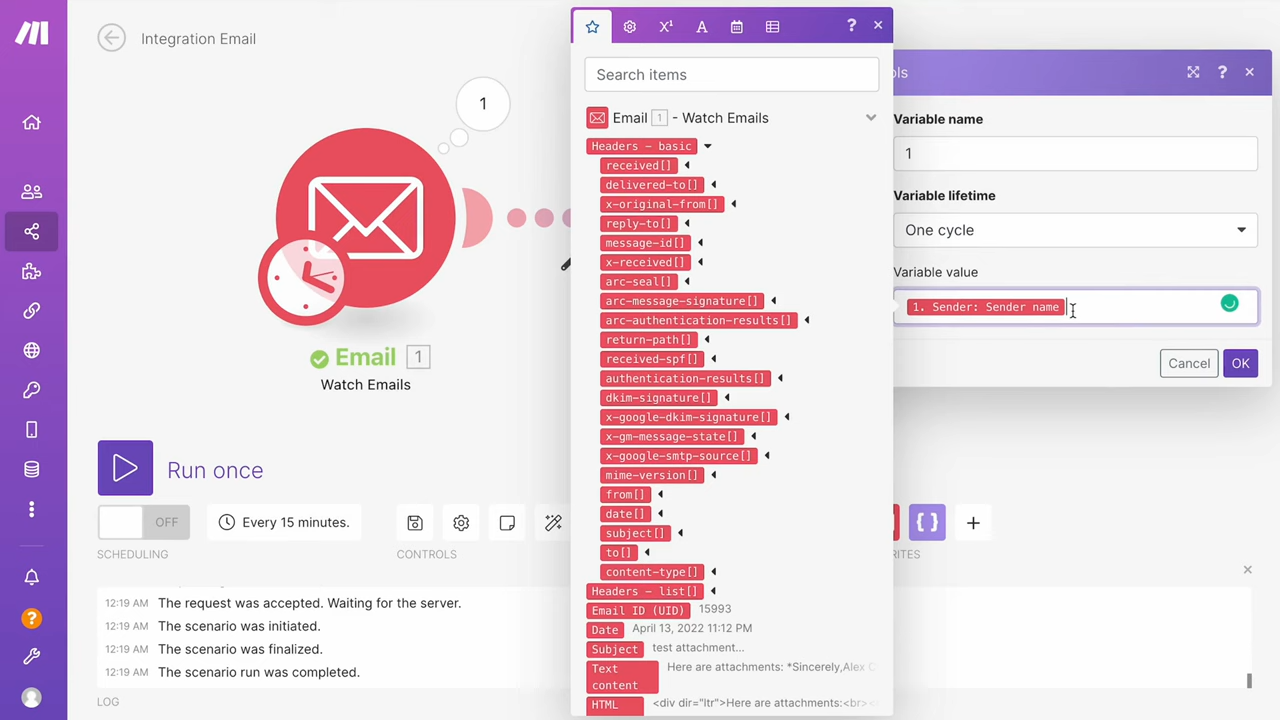 Integration Email
1
Email 1
Watch Emails
Run once
OFF
Every 15 minutes.
SCHEDULING
CONTROLS
12:19 AM The request was accepted. Waiting for the server.
12:19 AM The scenario was initiated.
12:19 AM The scenario was finalized.
12:19 AM The scenario run was completed.
LOG
?
Search items
Email 1 - Watch Emails
Headers - basic
received[]
delivered-to[]
x-original-from[]
reply-to[]
message-id[]
x-received[]
arc-seal[]
arc-message-signature[]
arc-authentication-results[]
return-path[]
received-spf[]
authentication-results[]
dkim-signature[]
x-google-dkim-signature[]
x-gm-message-state[]
x-google-smtp-source[]
mime-version[]
from[]
date[]
subject[]
to[]
content-type[]
Headers - list[]
Email ID (UID) 15993
Date April 13, 2022 11:12 PM
Subject test attachment...
Text content Here are attachments: *Sincerely,Alex
HTML <div dir="ltr">Here are attachments:<br>
ols
?
Variable name
1
Variable lifetime
One cycle
Variable value
1. Sender: Sender name
Cancel OK
RITES